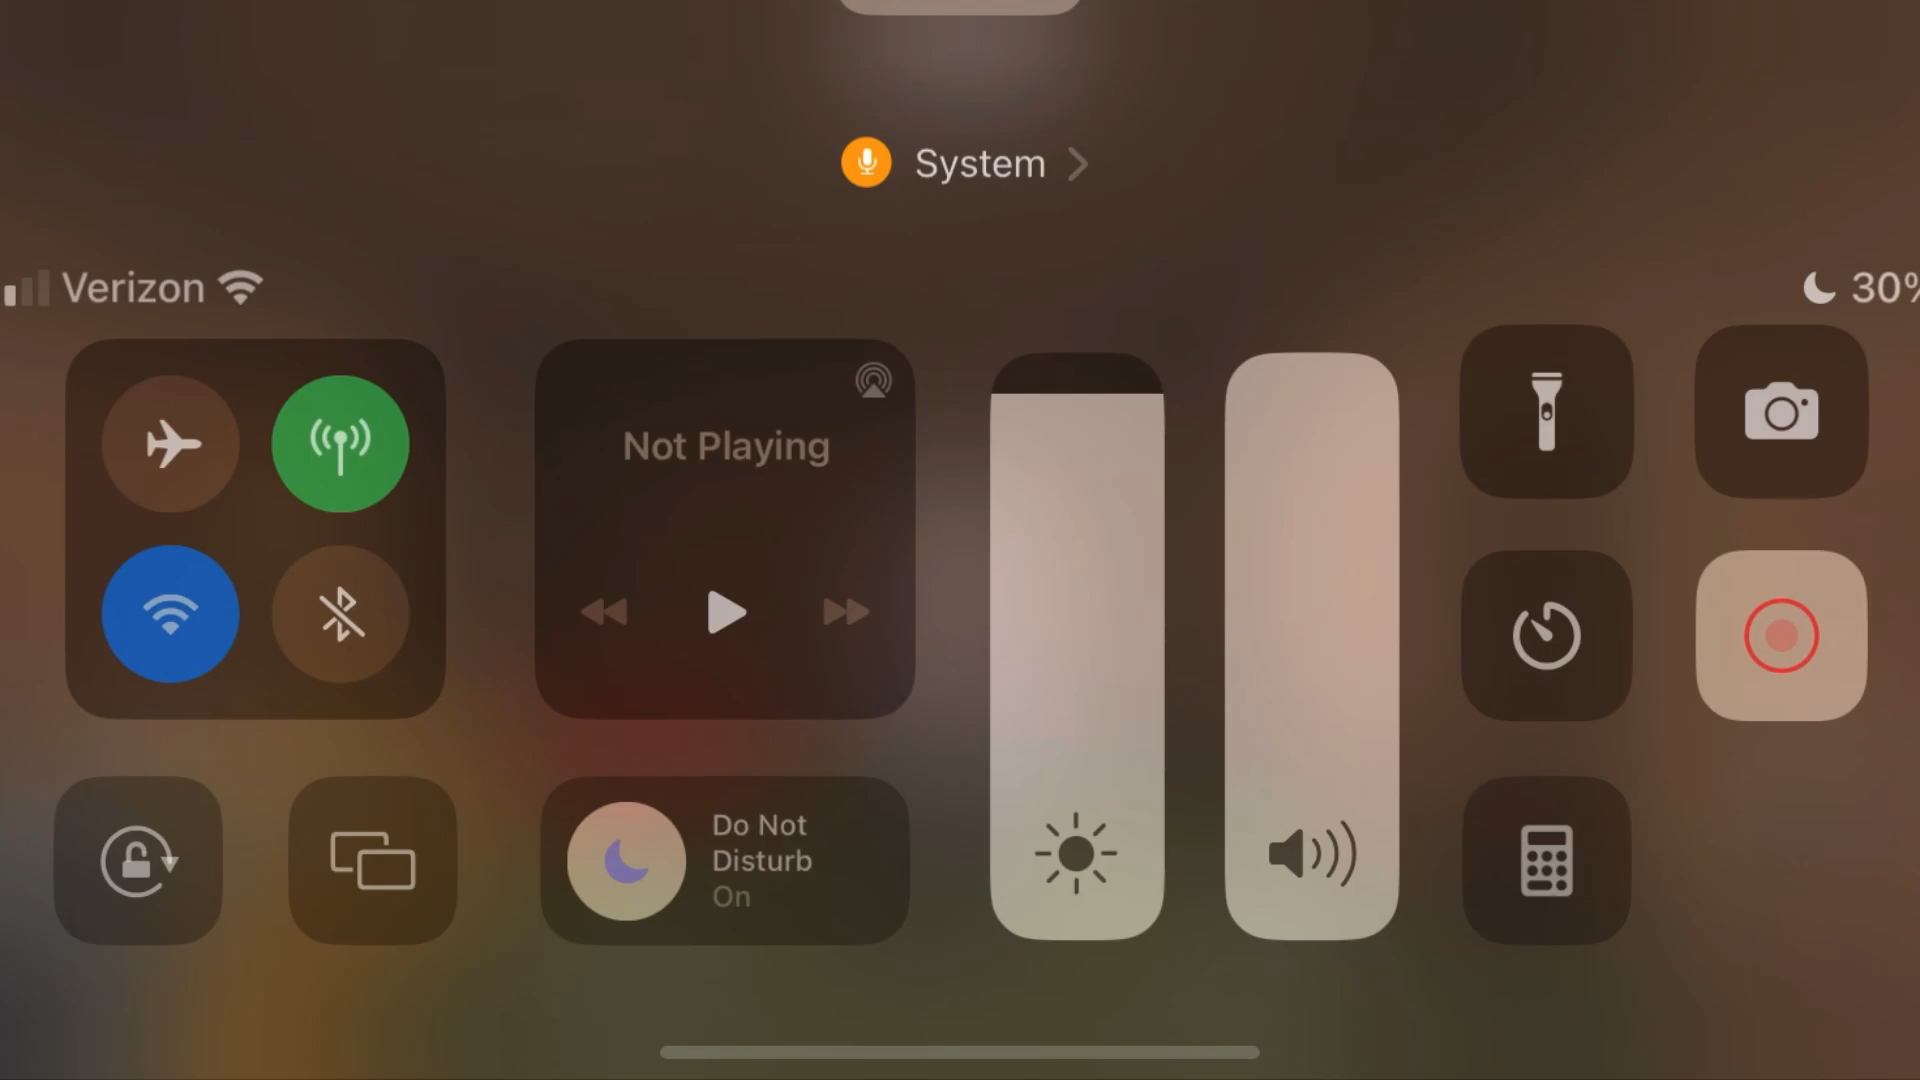 System
Verizon
30%
Not Playing
Do Not
Disturb
On